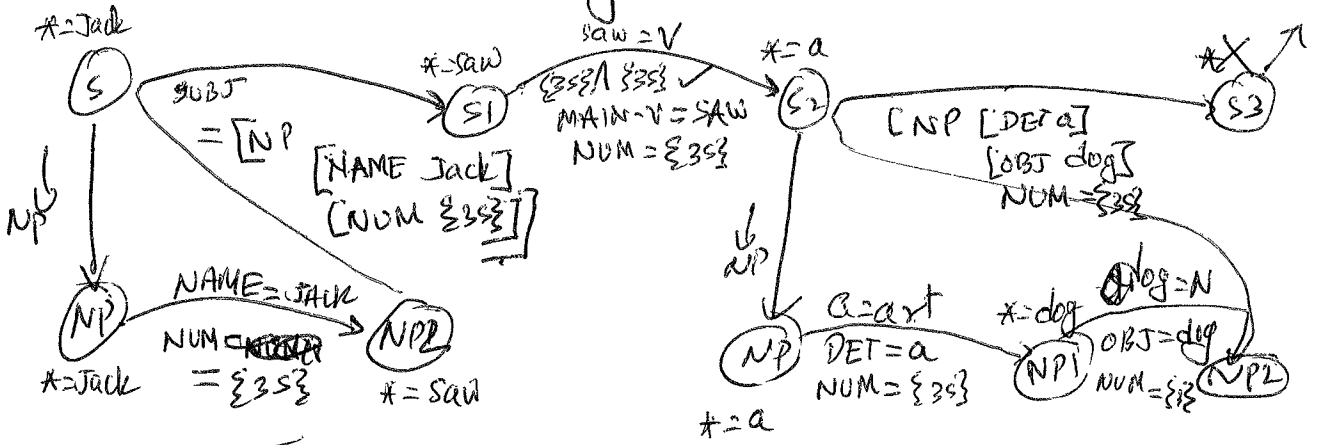 *=Jack
S
SUBJ
= [NP
[NAME Jack]
[NUM {3S}]]
NP
*=saw
S1
saw = V
{3S} ∧ {3S} ✓
MAIN-V = SAW
NUM = {3S}
*= a
S2
[NP [DET a]
[OBJ dog]
NUM = {3S}
S3
NP
NP
*=Jack
NAME = JACK
NUM
= {3S}
NP2
*= saw
NP
*= a
a = art
DET = a
NUM = {3S}
*= dog
NP1
dog = N
OBJ = dog
NP2